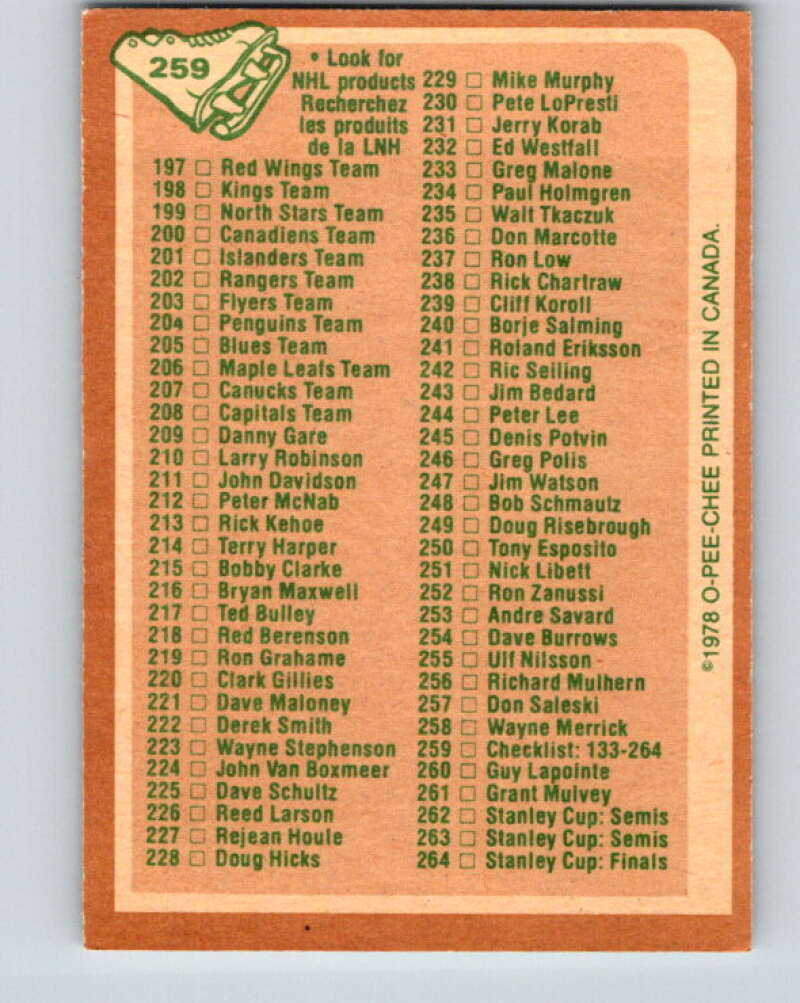 259
• Look for
NHL products
Recherchez
les produits
de la LNH
197 □ Red Wings Team
198 □ Kings Team
199 □ North Stars Team
200 □ Canadiens Team
201 □ Islanders Team
202 □ Rangers Team
203 □ Flyers Team
204 □ Penguins Team
205 □ Blues Team
206 □ Maple Leafs Team
207 □ Canucks Team
208 □ Capitals Team
209 □ Danny Gare
210 □ Larry Robinson
211 □ John Davidson
212 □ Peter McNab
213 □ Rick Kehoe
214 □ Terry Harper
215 □ Bobby Clarke
216 □ Bryan Maxwell
217 □ Ted Bulley
218 □ Red Berenson
219 □ Ron Grahame
220 □ Clark Gillies
221 □ Dave Maloney
222 □ Derek Smith
223 □ Wayne Stephenson
224 □ John Van Boxmeer
225 □ Dave Schultz
226 □ Reed Larson
227 □ Rejean Houle
228 □ Doug Hicks
229 □ Mike Murphy
230 □ Pete LoPresti
231 □ Jerry Korab
232 □ Ed Westfall
233 □ Greg Malone
234 □ Paul Holmgren
235 □ Walt Tkaczuk
236 □ Don Marcotte
237 □ Ron Low
238 □ Rick Chartraw
239 □ Cliff Koroll
240 □ Borje Salming
241 □ Roland Eriksson
242 □ Ric Seiling
243 □ Jim Bedard
244 □ Peter Lee
245 □ Denis Potvin
246 □ Greg Polis
247 □ Jim Watson
248 □ Bob Schmautz
249 □ Doug Risebrough
250 □ Tony Esposito
251 □ Nick Libett
252 □ Ron Zanussi
253 □ Andre Savard
254 □ Dave Burrows
255 □ Ulf Nilsson
256 □ Richard Mulhern
257 □ Don Saleski
258 □ Wayne Merrick
259 □ Checklist: 133-264
260 □ Guy Lapointe
261 □ Grant Mulvey
262 □ Stanley Cup: Semis
263 □ Stanley Cup: Semis
264 □ Stanley Cup: Finals
©1978 O-PEE-CHEE PRINTED IN CANADA.